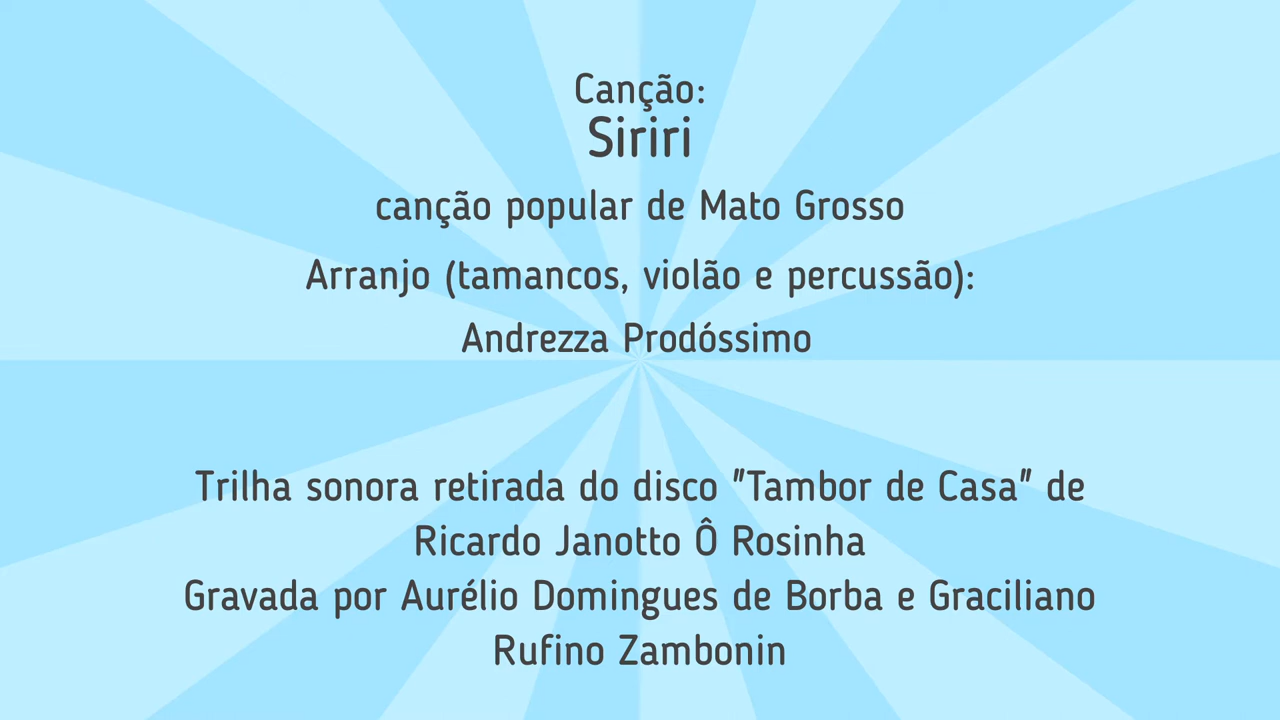 Canção:
Siriri
canção popular de Mato Grosso
Arranjo (tamancos, violão e percussão):
Andrezza Prodóssimo
Trilha sonora retirada do disco "Tambor de Casa" de
Ricardo Janotto Ô Rosinha
Gravada por Aurélio Domingues de Borba e Graciliano
Rufino Zambonin